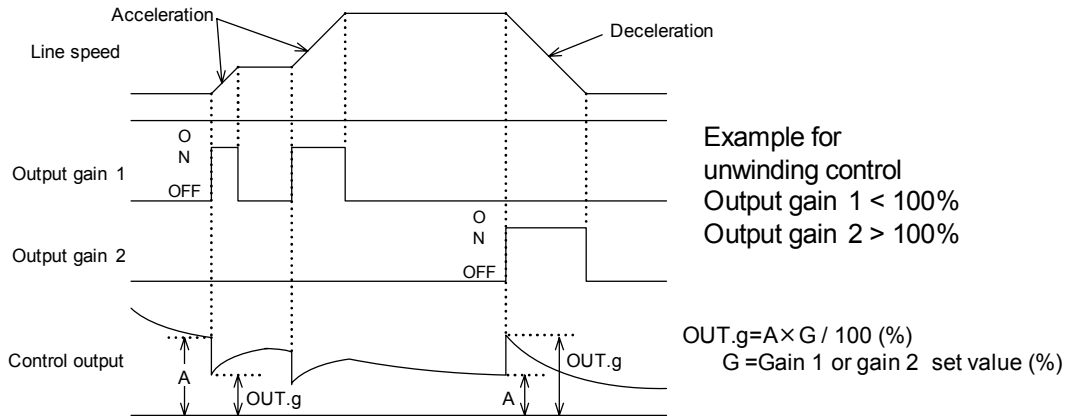 Acceleration
Deceleration
Line speed
O
N
Output gain 1
OFF
O
N
Output gain 2
OFF
Control output
A
OUT.g
A
OUT.g
Example for
unwinding control
Output gain 1 < 100%
Output gain 2 > 100%
OUT.g=A×G / 100 (%)
G =Gain 1 or gain 2 set value (%)